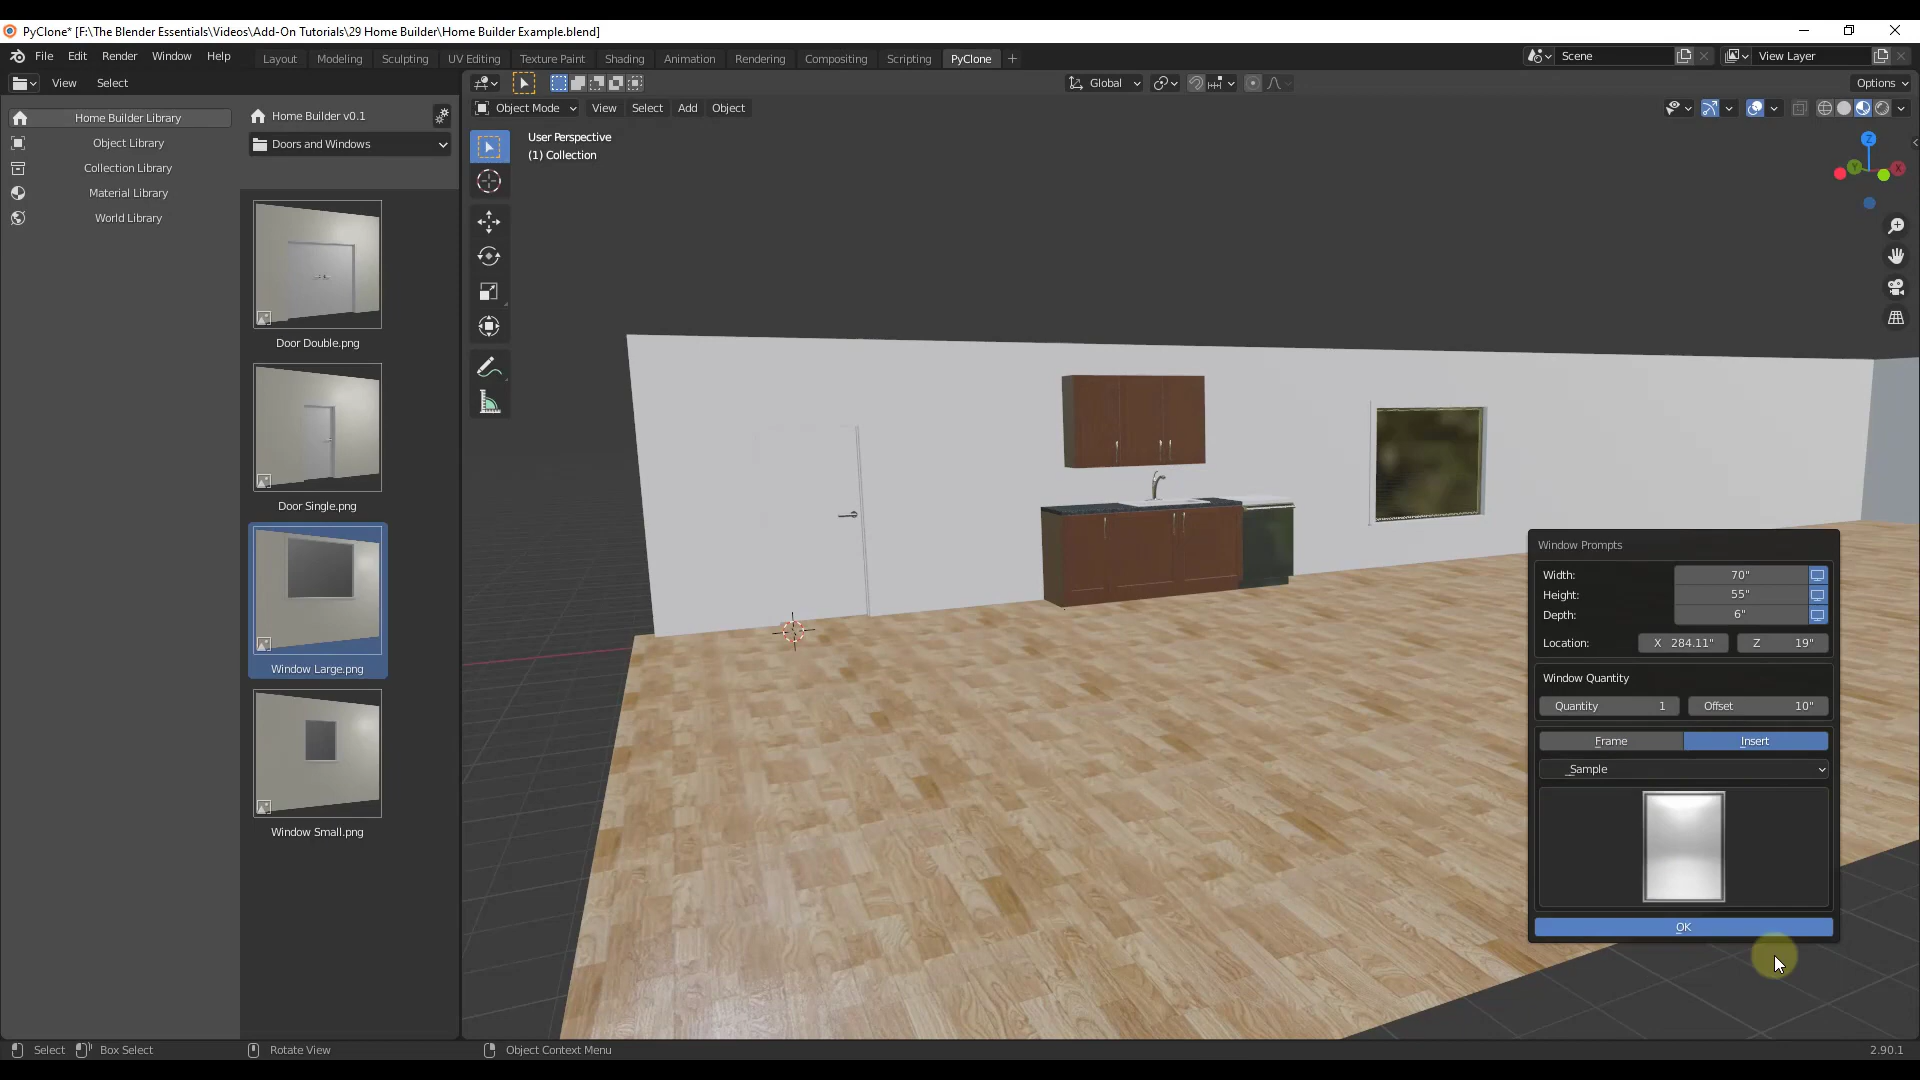 PyClone* [F:\The Blender Essentials\Videos\Add-On Tutorials\29 Home Builder\Home Builder Example.blend]
File Edit Render Window Help
Layout Modeling Sculpting UV Editing Texture Paint Shading Animation Rendering Compositing Scripting PyClone +
Scene
View Layer
View Select
Global
Options
Object Mode View Select Add Object
Home Builder Library
Object Library
Collection Library
Material Library
World Library
Home Builder v0.1
Doors and Windows
Door Double.png
Door Single.png
Window Large.png
Window Small.png
User Perspective
(1) Collection
Z
Y
X
Window Prompts
Width: 70"
Height: 55"
Depth: 6"
Location: X 284.11" Z 19"
Window Quantity
Quantity 1 Offset 10"
Frame Insert
_Sample
OK
Select Box Select Rotate View Object Context Menu 2.90.1